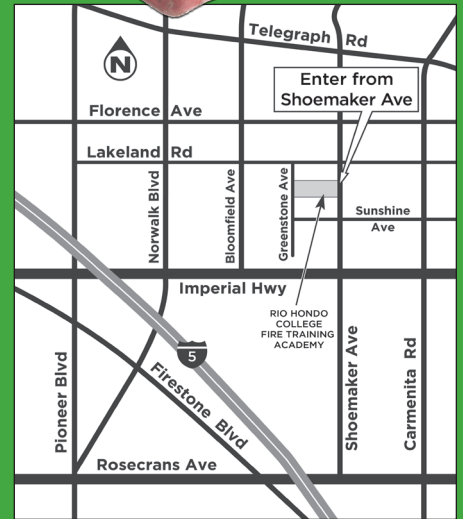 Telegraph Rd
N
Enter from
Shoemaker Ave
Florence Ave
Lakeland Rd
Norwalk Blvd
Bloomfield Ave
Greenstone Ave
Sunshine
Ave
Imperial Hwy
RIO HONDO
COLLEGE
FIRE TRAINING
ACADEMY
5
Pioneer Blvd
Firestone Blvd
Shoemaker Ave
Carmenita Rd
Rosecrans Ave